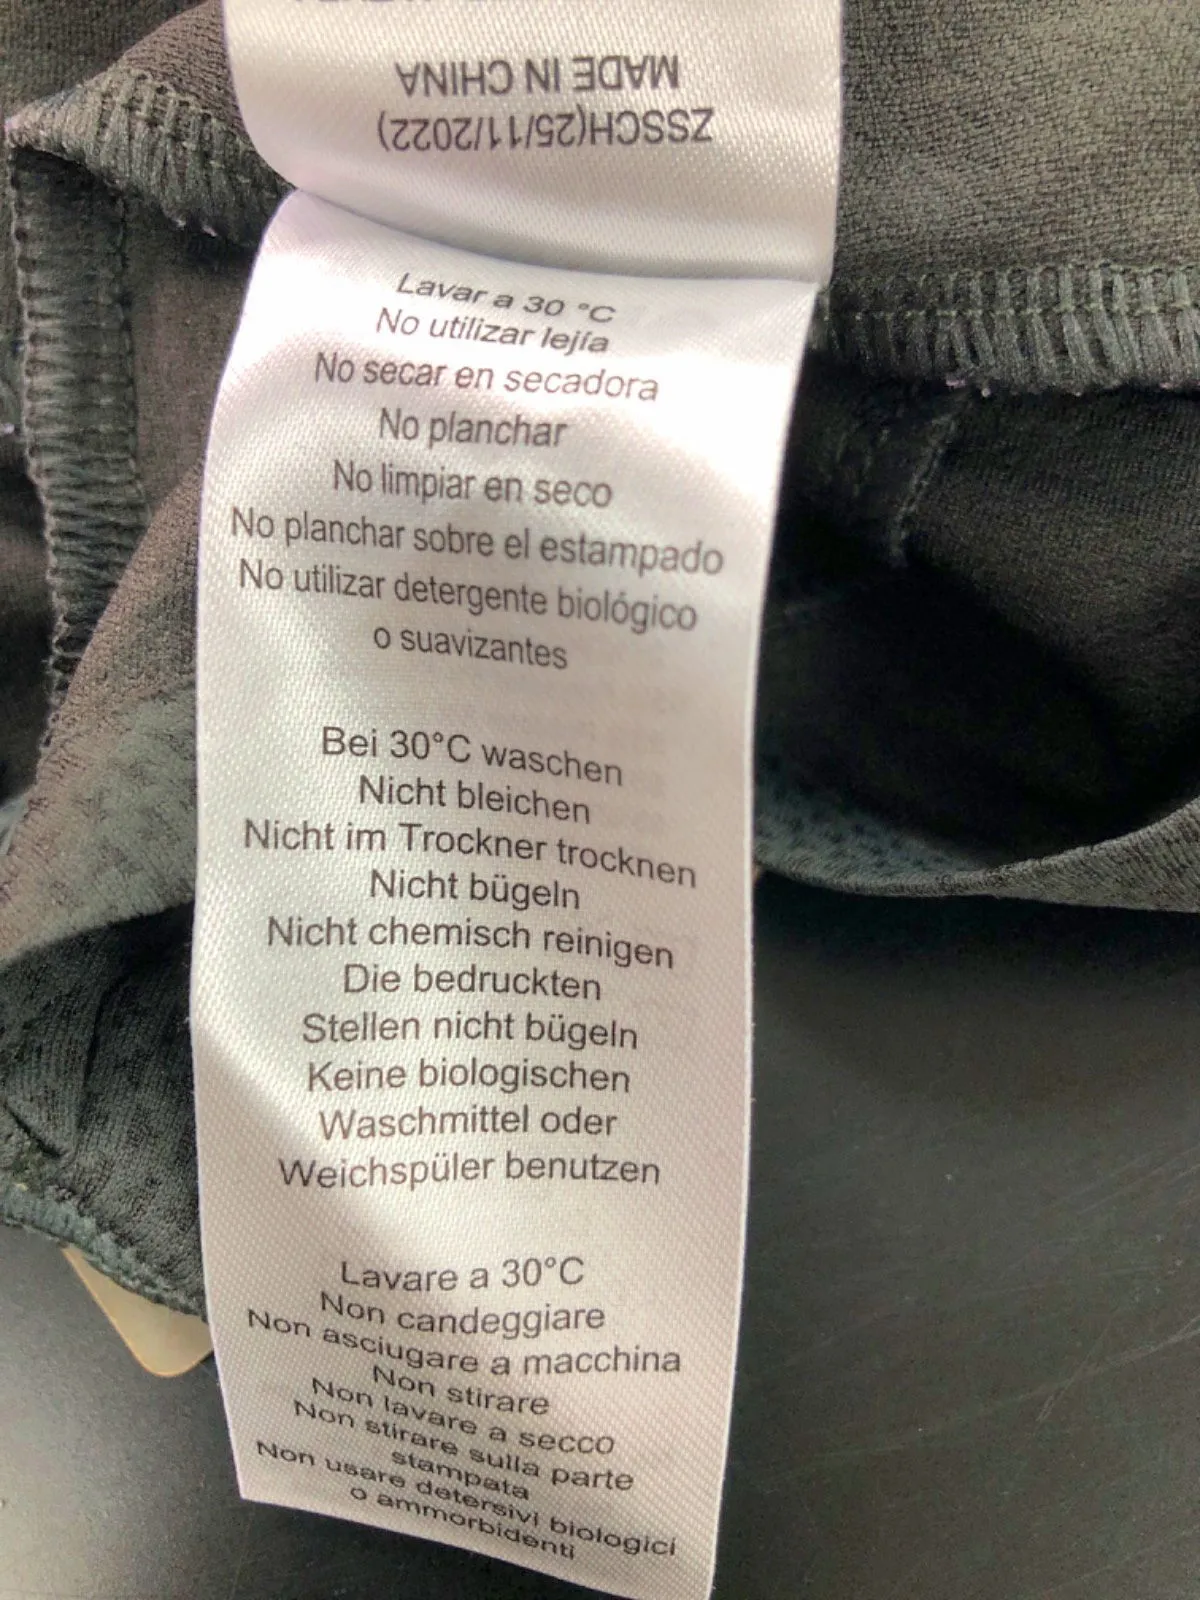 MADE IN CHINA
ZSSCH(25/11/2022)
Lavar a 30 °C
No utilizar lejía
No secar en secadora
No planchar
No limpiar en seco
No planchar sobre el estampado
No utilizar detergente biológico
o suavizantes
Bei 30°C waschen
Nicht bleichen
Nicht im Trockner trocknen
Nicht bügeln
Nicht chemisch reinigen
Die bedruckten
Stellen nicht bügeln
Keine biologischen
Waschmittel oder
Weichspüler benutzen
Lavare a 30°C
Non candeggiare
Non asciugare a macchina
Non stirare
Non lavare a secco
Non stirare sulla parte
stampata
Non usare detersivi biologici
o ammorbidenti